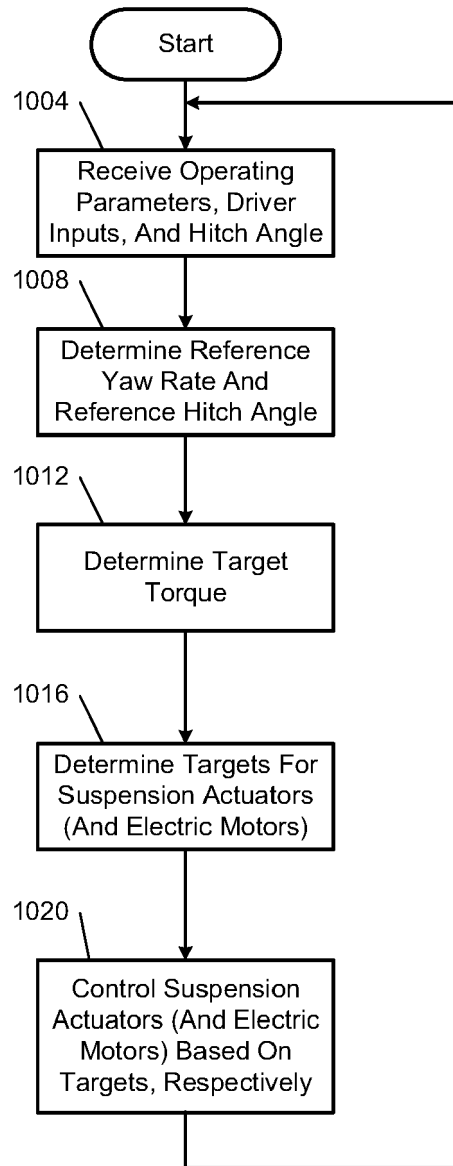 Start
1004
Receive Operating
Parameters, Driver
Inputs, And Hitch Angle
1008
Determine Reference
Yaw Rate And
Reference Hitch Angle
1012
Determine Target
Torque
1016
Determine Targets For
Suspension Actuators
(And Electric Motors)
1020
Control Suspension
Actuators (And Electric
Motors) Based On
Targets, Respectively